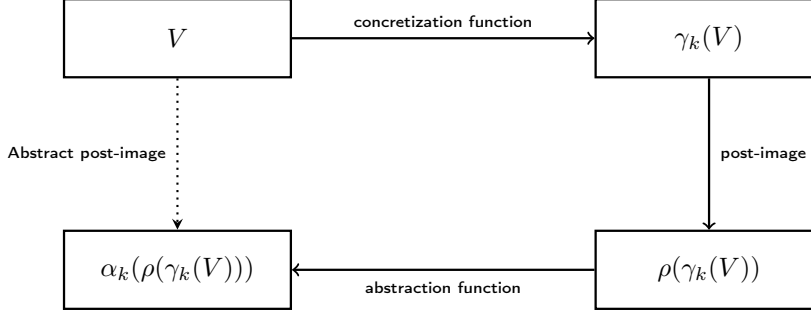 concretization function
V
γ_k(V)
Abstract post-image
post-image
α_k(ρ(γ_k(V)))
ρ(γ_k(V))
abstraction function